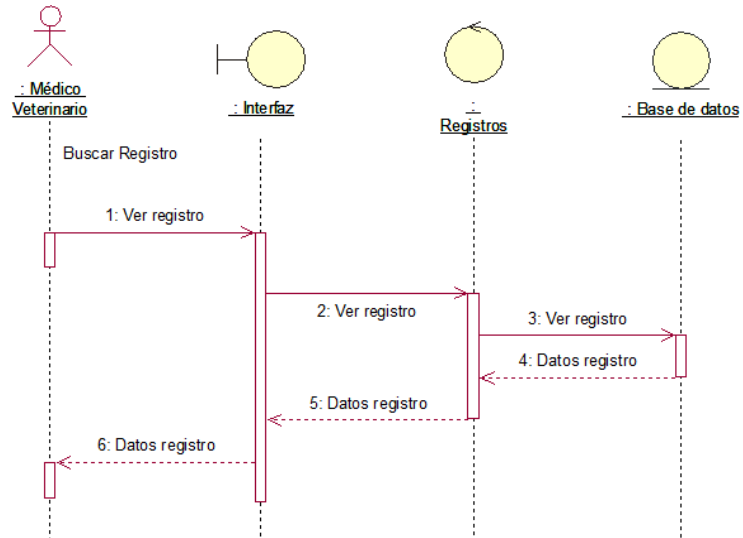 : Médico
Veterinario
: Interfaz
:
Registros
: Base de datos
Buscar Registro
1: Ver registro
2: Ver registro
3: Ver registro
4: Datos registro
5: Datos registro
6: Datos registro